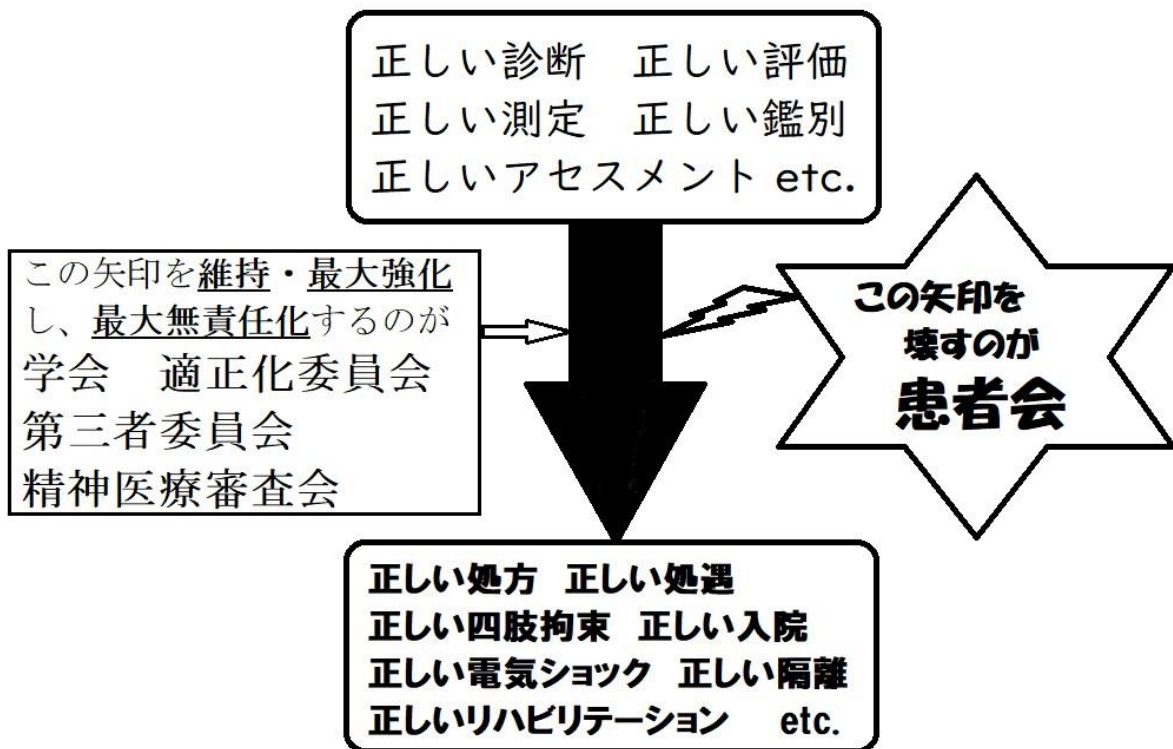 正しい診断　正しい評価
正しい測定　正しい鑑別
正しいアセスメント etc.
この矢印を維持・最大強化
し、最大無責任化するのが
学会　適正化委員会
第三者委員会
精神医療審査会
この矢印を
壊すのが
患者会
正しい処方　正しい処遇
正しい四肢拘束　正しい入院
正しい電気ショック　正しい隔離
正しいリハビリテーション　etc.